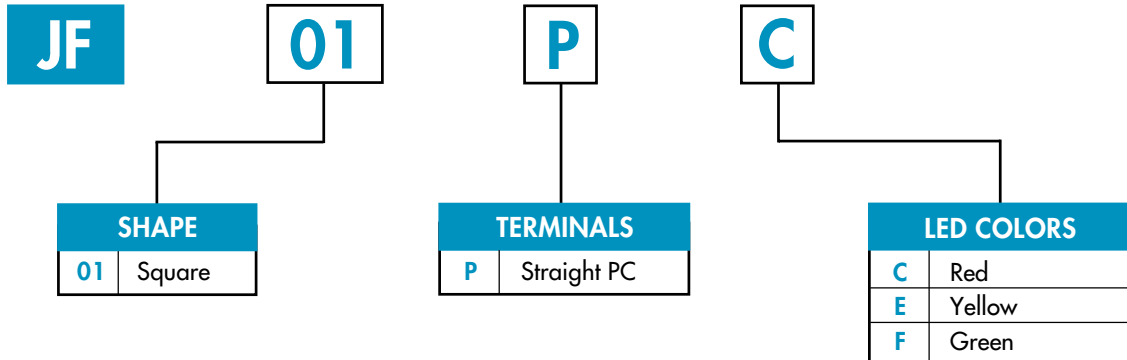 JF 01 P C
SHAPE
01 Square
TERMINALS
P Straight PC
LED COLORS
C Red
E Yellow
F Green